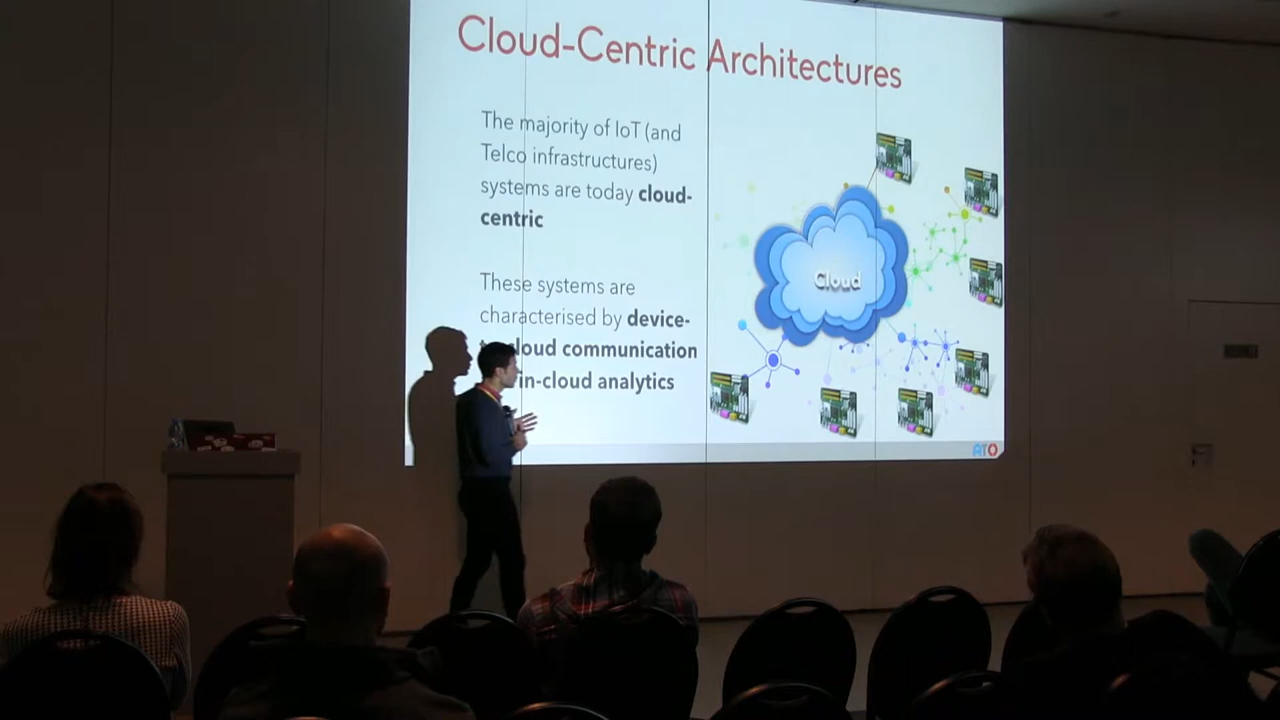 Cloud-Centric Architectures
The majority of IoT (and
Telco infrastructures)
systems are today cloud-
centric
These systems are
characterised by device-
cloud communication
in-cloud analytics
Cloud
ATO